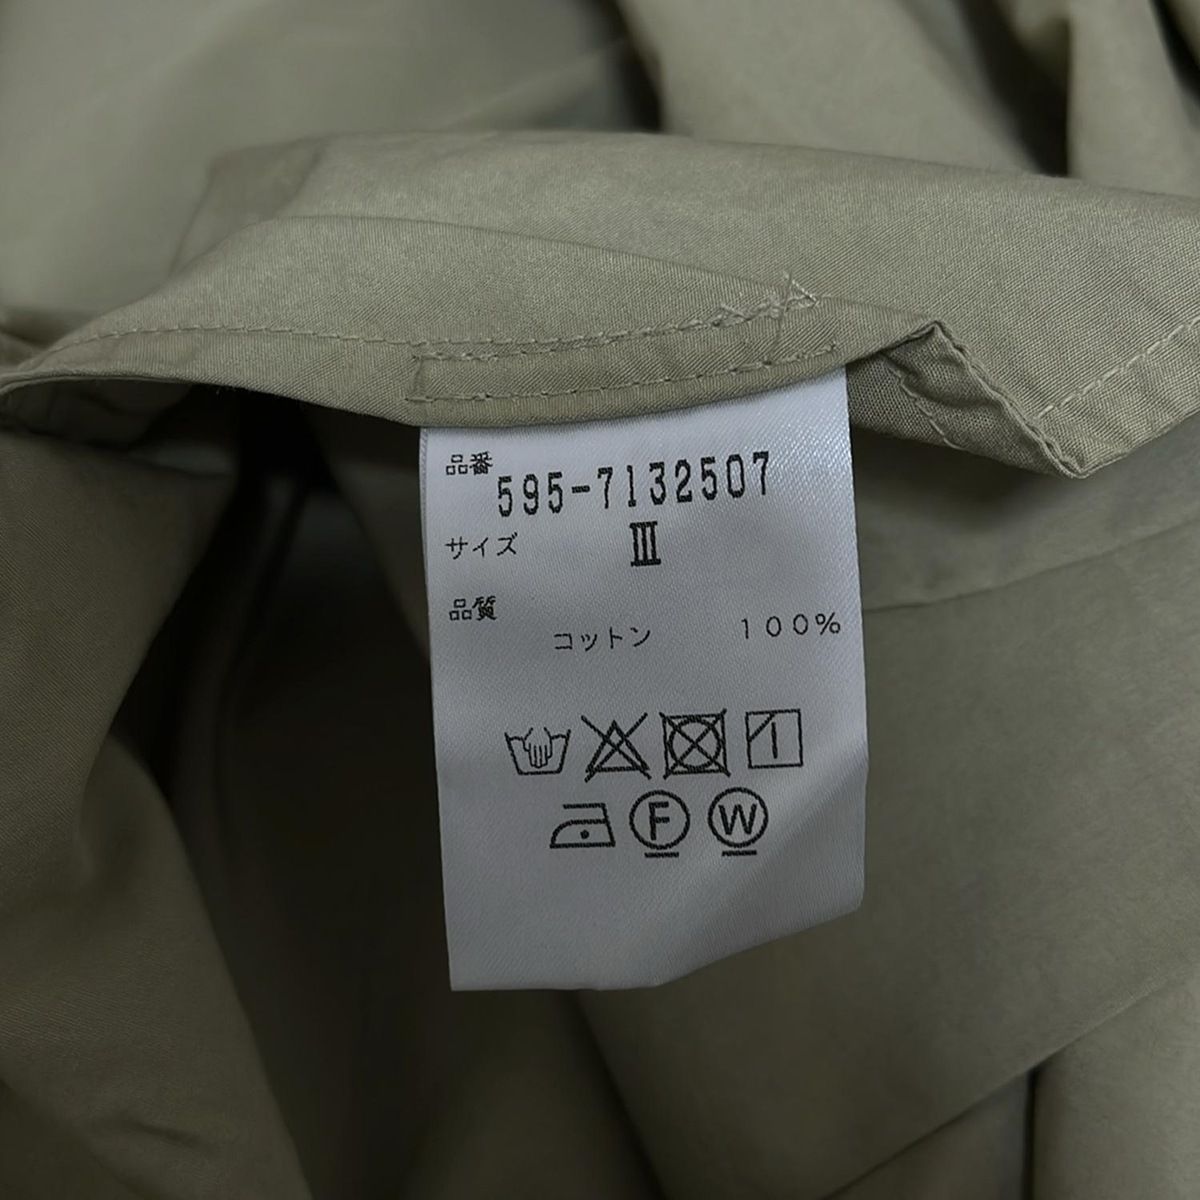 品番
595-7132507
サイズ III
品質
コットン 100%
F W